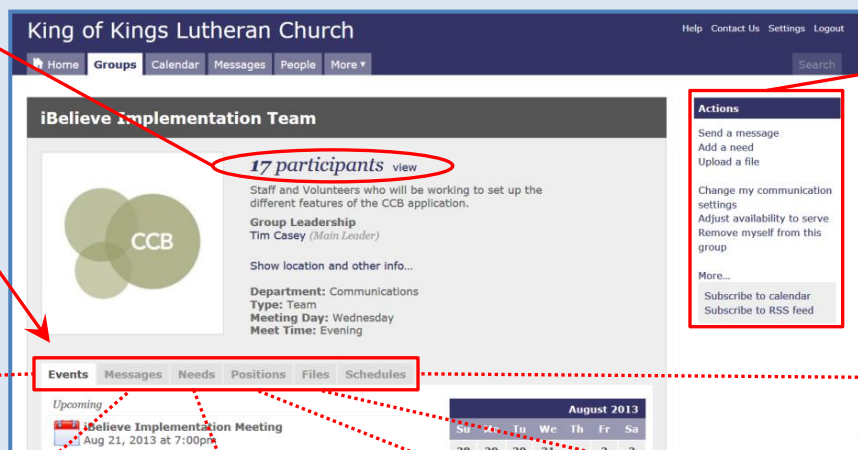 King of Kings Lutheran Church
Help Contact Us Settings Logout
Home Groups Calendar Messages People More ▾
Search
iBelieve Implementation Team
CCB
17 participants view
Staff and Volunteers who will be working to set up the
different features of the CCB application.
Group Leadership
Tim Casey (Main Leader)
Show location and other info...
Department: Communications
Type: Team
Meeting Day: Wednesday
Meet Time: Evening
Actions
Send a message
Add a need
Upload a file
Change my communication
settings
Adjust availability to serve
Remove myself from this
group
More...
Subscribe to calendar
Subscribe to RSS feed
Events Messages Needs Positions Files Schedules
Upcoming
iBelieve Implementation Meeting
Aug 21, 2013 at 7:00pm
August 2013
Su Mo Tu We Th Fr Sa
28 29 30 31 2 3